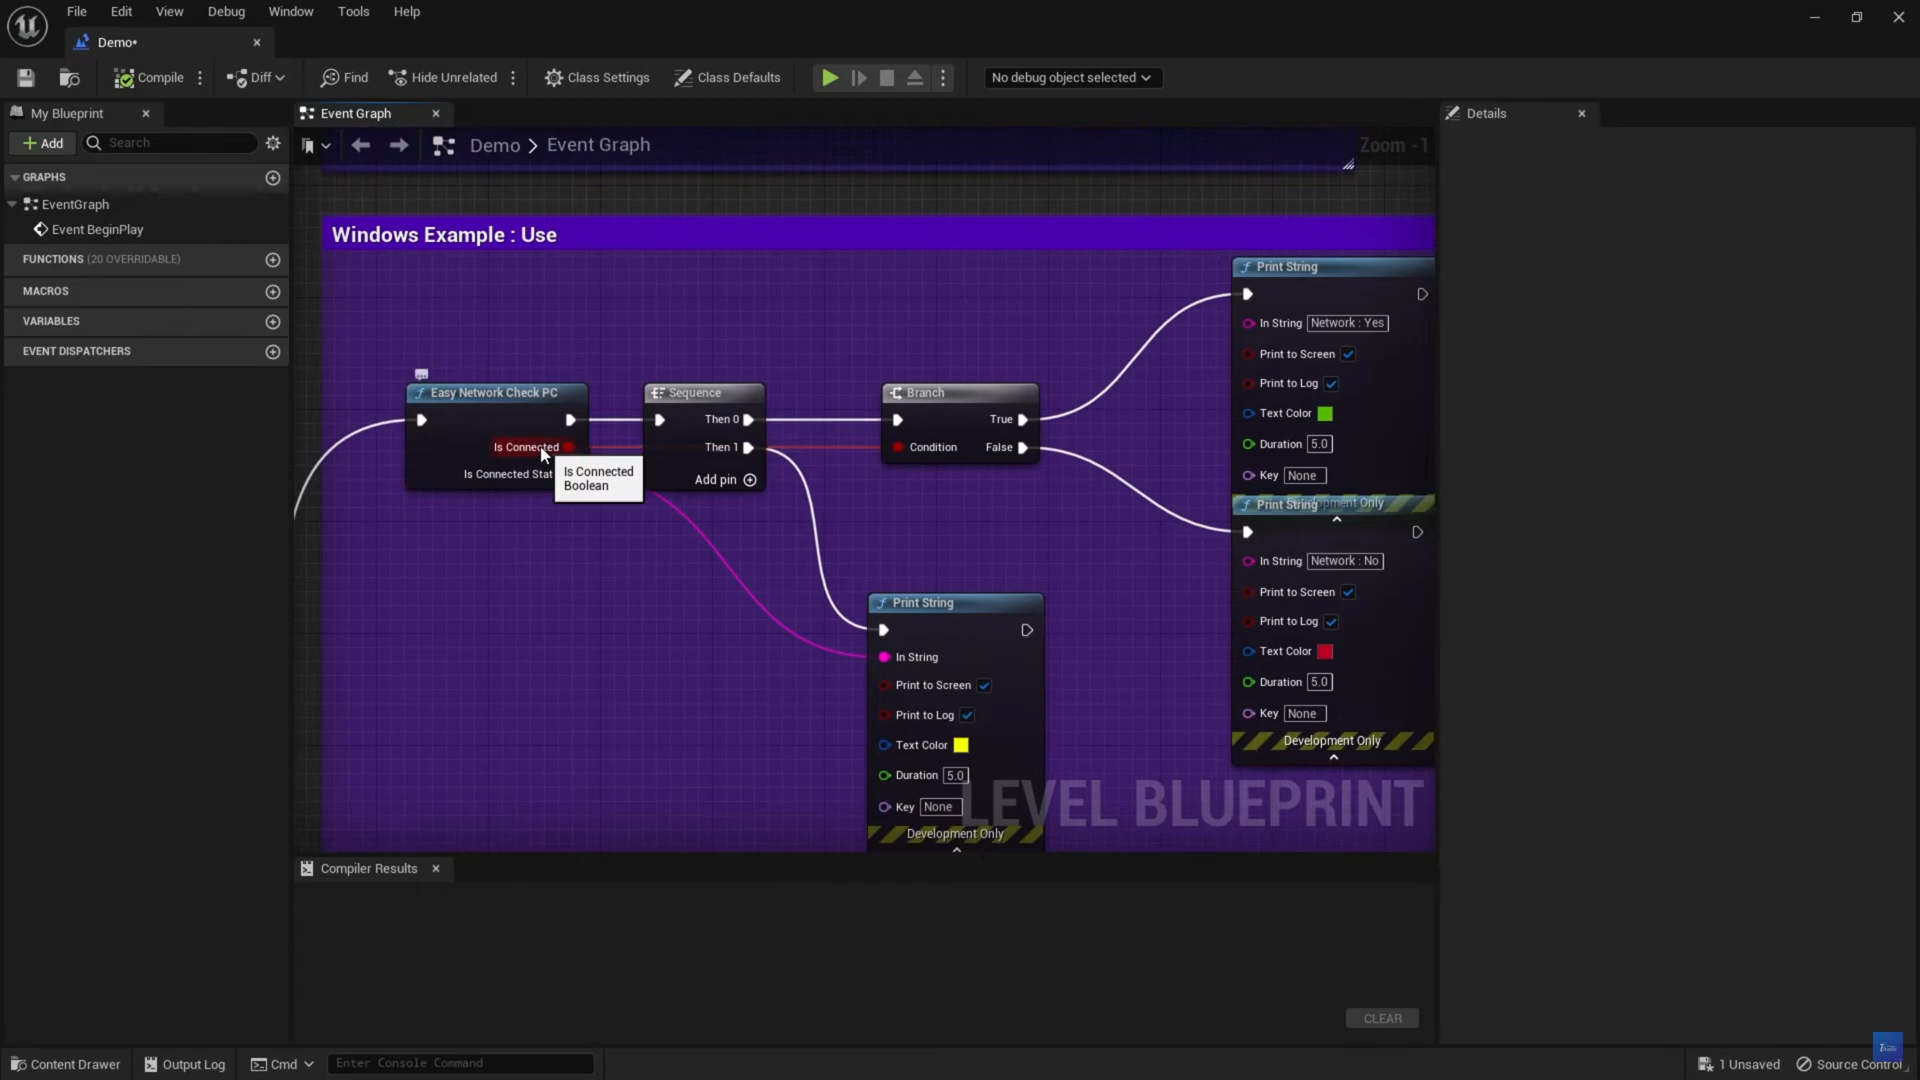 File Edit View Debug Window Tools Help
Demo•
Compile Diff Find Hide Unrelated Class Settings Class Defaults No debug object selected
My Blueprint
Event Graph
Details
Add Search
Demo > Event Graph
Zoom -1
GRAPHS
EventGraph
Event BeginPlay
FUNCTIONS (20 OVERRIDABLE)
MACROS
VARIABLES
EVENT DISPATCHERS
Windows Example : Use
Easy Network Check PC
Is Connected
Is Connected Stat
Is Connected
Boolean
Sequence
Then 0
Then 1
Add pin
Branch
True
Condition False
Print String
In String Network : Yes
Print to Screen
Print to Log
Text Color
Duration 5.0
Key None
Print String
In String Network : No
Print to Screen
Print to Log
Text Color
Duration 5.0
Key None
Development Only
Print String
In String
Print to Screen
Print to Log
Text Color
Duration 5.0
Key None
Development Only
LEVEL BLUEPRINT
Compiler Results
CLEAR
Content Drawer Output Log Cmd Enter Console Command 1 Unsaved Source Control